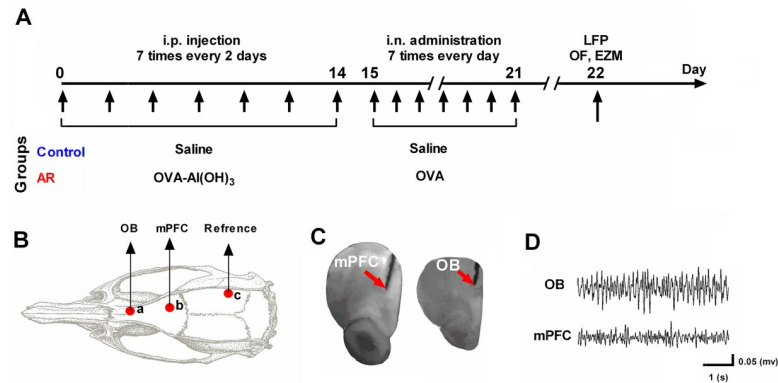 A
i.p. injection
7 times every 2 days
i.n. administration
7 times every day
LFP
OF, EZM
0
14
15
21
22
Day
Groups
Control
Saline
Saline
AR
OVA-Al(OH)3
OVA
B
OB
mPFC
Refrence
a
b
c
C
mPFC
OB
D
OB
mPFC
0.05 (mv)
1 (s)